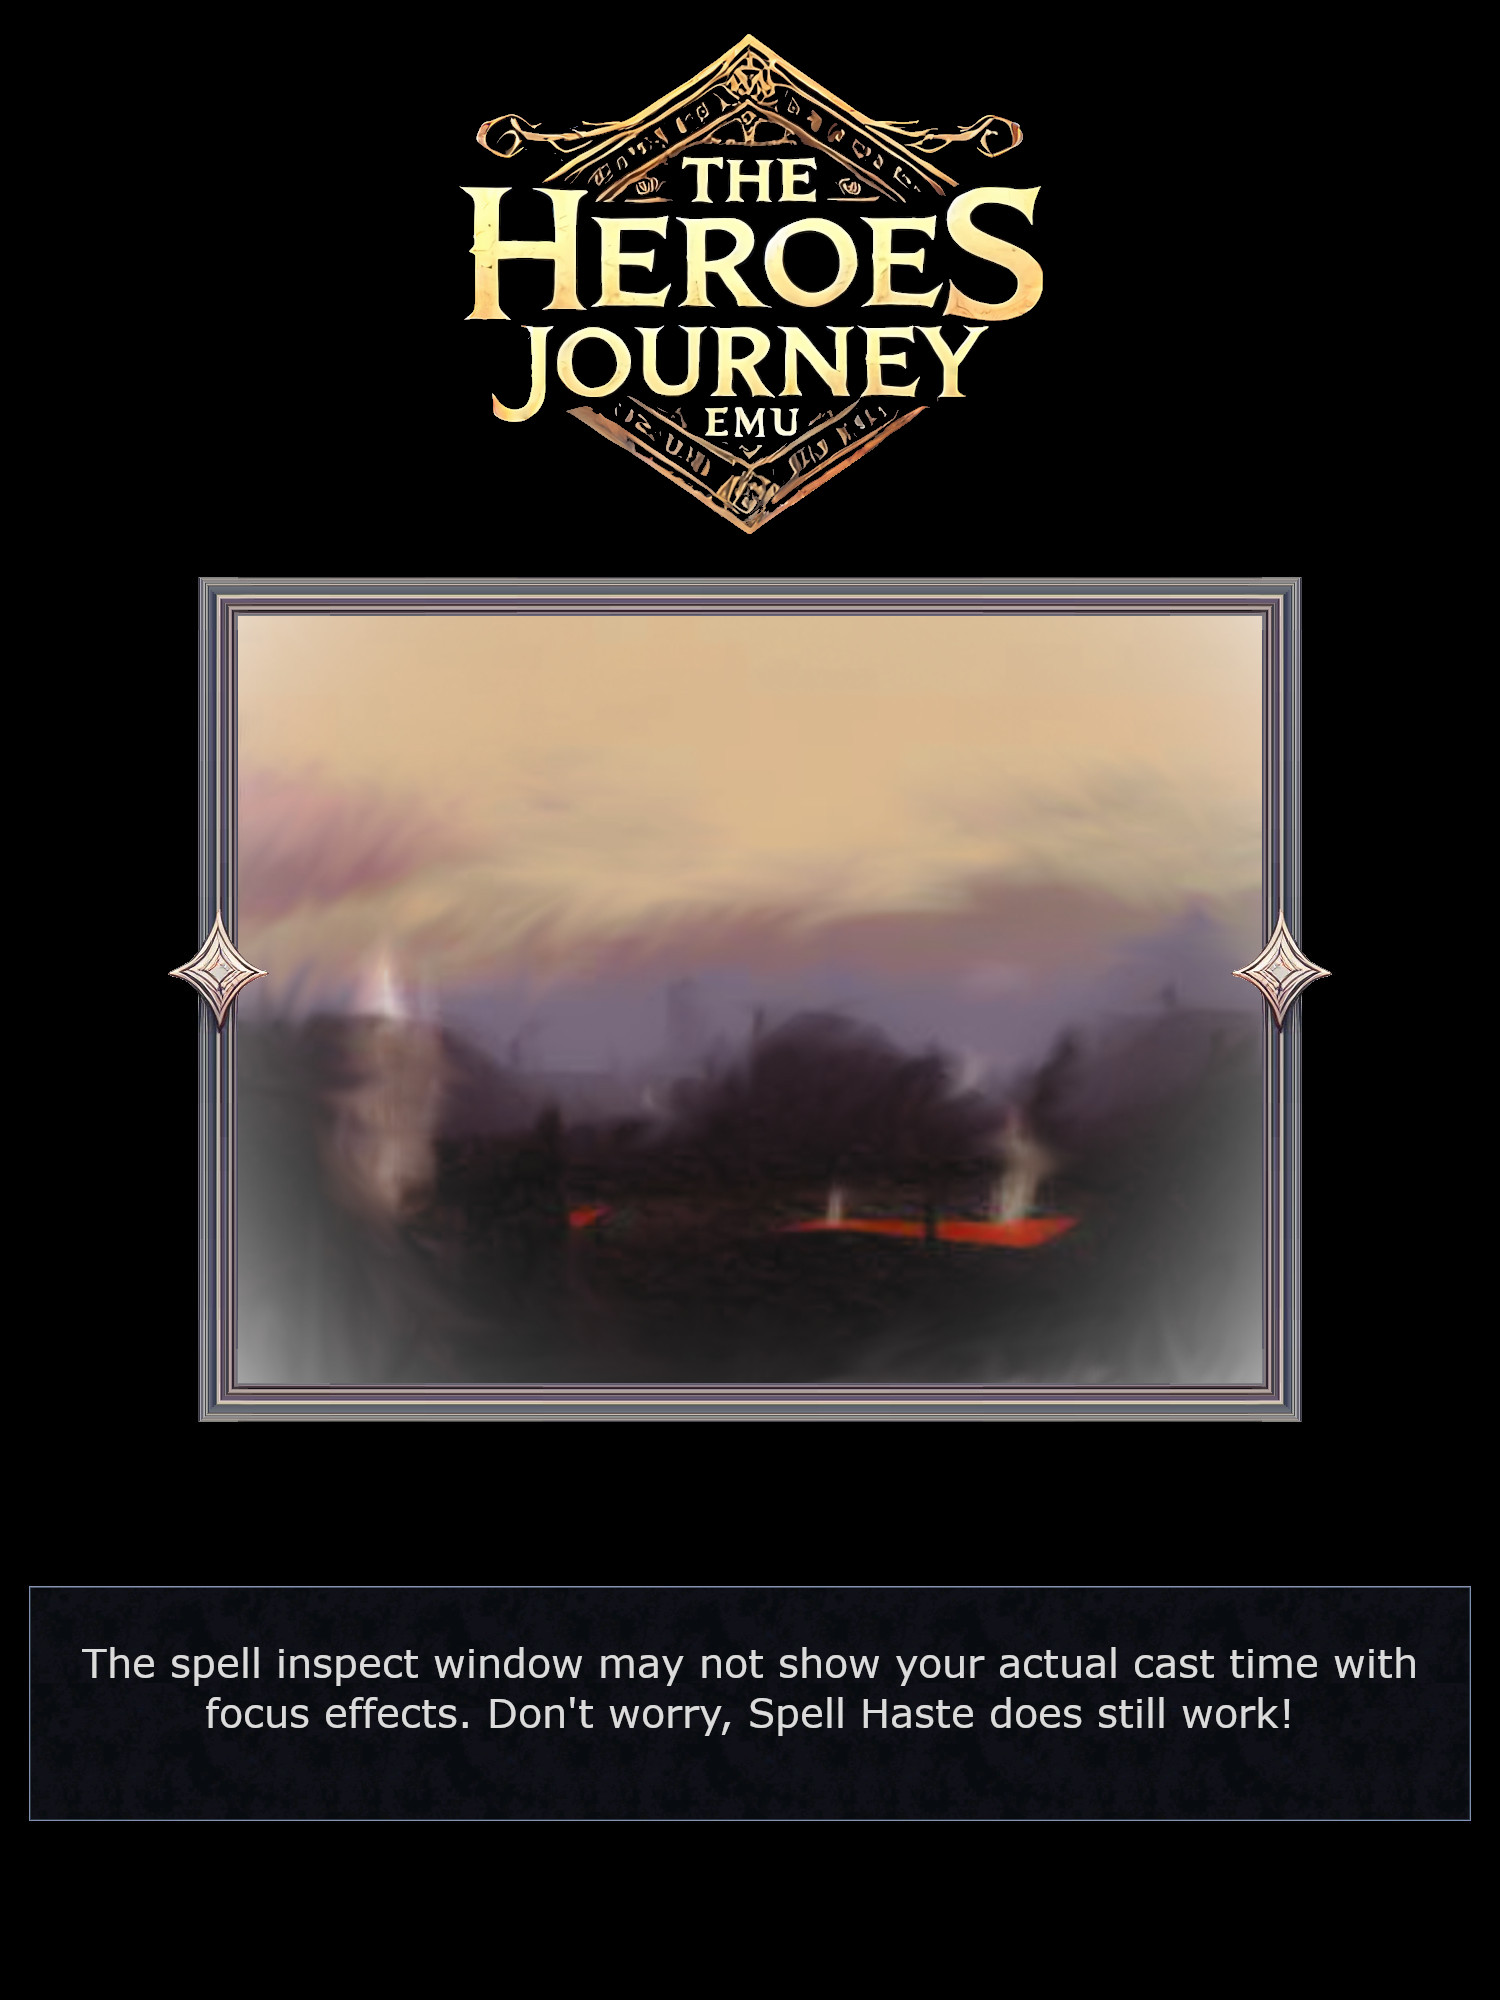 THE
HEROES
JOURNEY
EMU
The spell inspect window may not show your actual cast time with
focus effects. Don't worry, Spell Haste does still work!